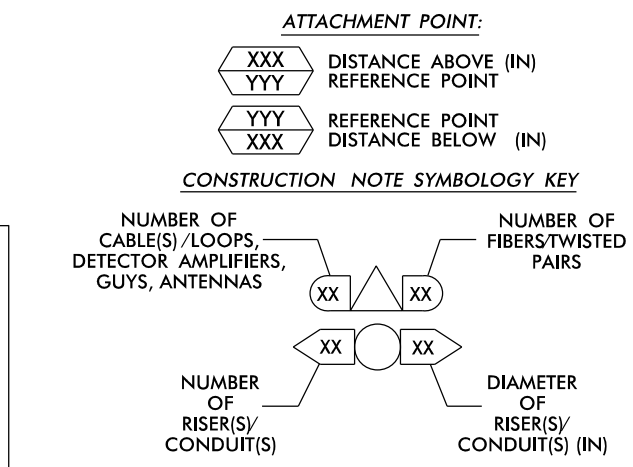 ATTACHMENT POINT:
XXX
YYY
DISTANCE ABOVE (IN)
REFERENCE POINT
YYY
XXX
REFERENCE POINT
DISTANCE BELOW (IN)
CONSTRUCTION NOTE SYMBOLOGY KEY
NUMBER OF
CABLE(S)/LOOPS,
DETECTOR AMPLIFIERS,
GUYS, ANTENNAS
NUMBER OF
FIBERS/TWISTED
PAIRS
XX XX
XX XX
NUMBER
OF
RISER(S)/
CONDUIT(S)
DIAMETER
OF
RISER(S)/
CONDUIT(S) (IN)